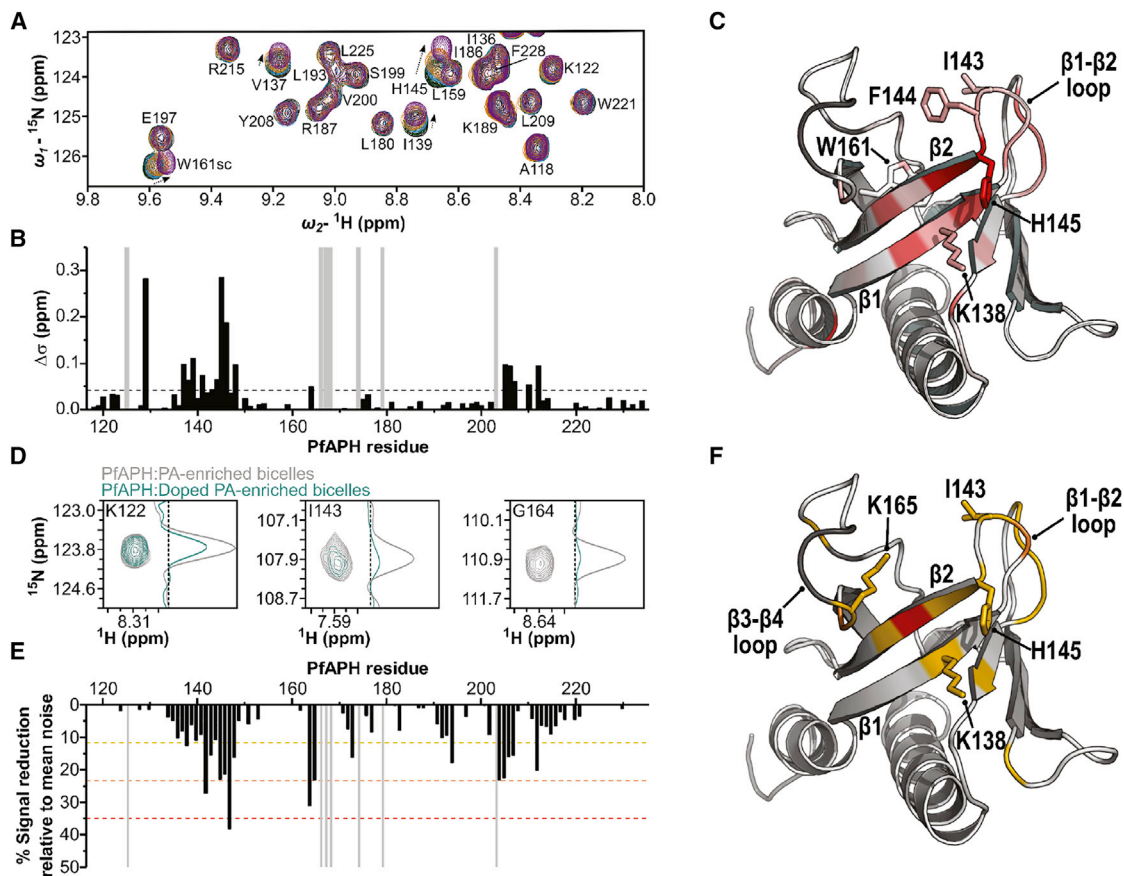 A
123
124
125
126
ω1- 15N (ppm)
R215
V137
L193
L225
S199
V200
Y208
R187
E197
W161sc
L180
I139
H145
L159
I186
I136
F228
K122
K189
L209
W221
A118
9.8 9.6 9.4 9.2 9.0 8.8 8.6 8.4 8.2 8.0
ω2- 1H (ppm)
B
0.3
0.2
0.1
0.0
Δσ (ppm)
120 140 160 180 200 220
PfAPH residue
C
I143
β1-β2
loop
F144
W161
β2
H145
β1
K138
D
PfAPH:PA-enriched bicelles
PfAPH:Doped PA-enriched bicelles
15N (ppm)
123.0
123.8
124.6
K122
8.31
1H (ppm)
107.1
107.9
108.7
I143
7.59
1H (ppm)
110.1
110.9
111.7
G164
8.64
1H (ppm)
E
PfAPH residue
120 140 160 180 200 220
0
10
20
30
40
50
% Signal reduction
relative to mean noise
F
I143
β1-β2
loop
K165
β2
β3-β4
loop
H145
β1
K138